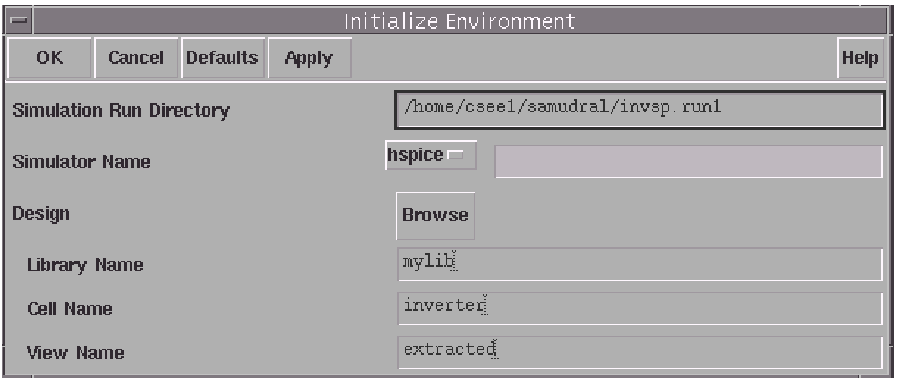 Initialize Environment
OK Cancel Defaults Apply Help
Simulation Run Directory /home/csee1/samudral/invsp.run1
Simulator Name hspice
Design Browse
Library Name mylib
Cell Name inverter
View Name extracted